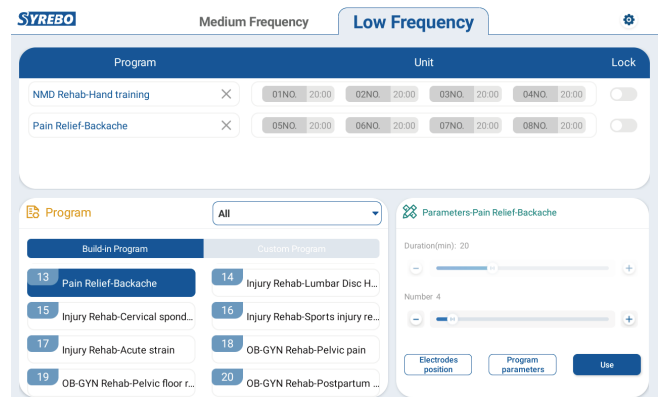 SYREBO
Medium Frequency
Low Frequency
Program
Unit
Lock
NMD Rehab-Hand training
01NO. 20:00 02NO. 20:00 03NO. 20:00 04NO. 20:00
Pain Relief-Backache
05NO. 20:00 06NO. 20:00 07NO. 20:00 08NO. 20:00
Program
All
Build-in Program
Custom Program
13 Pain Relief-Backache
14 Injury Rehab-Lumbar Disc H...
15 Injury Rehab-Cervical spond...
16 Injury Rehab-Sports injury re...
17 Injury Rehab-Acute strain
18 OB-GYN Rehab-Pelvic pain
19 OB-GYN Rehab-Pelvic floor r...
20 OB-GYN Rehab-Postpartum ...
Parameters-Pain Relief-Backache
Duration(min): 20
Number 4
Electrodes
position
Program
parameters
Use